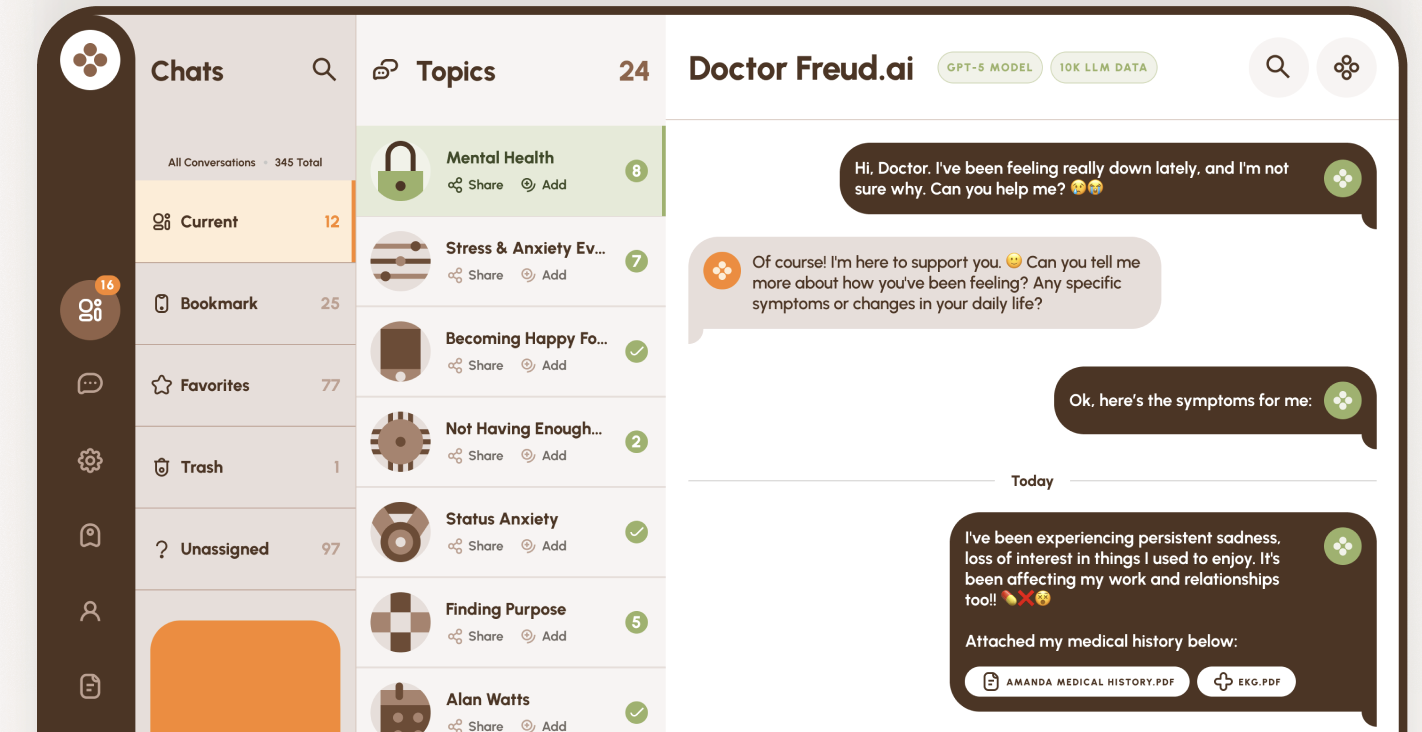 Chats
All Conversations • 345 Total
16
Current 12
Bookmark 25
Favorites 77
Trash 1
Unassigned 97
Topics 24
Mental Health
Share Add
8
Stress & Anxiety Ev...
Share Add
7
Becoming Happy Fo...
Share Add
Not Having Enough...
Share Add
2
Status Anxiety
Share Add
Finding Purpose
Share Add
5
Alan Watts
Share Add
Doctor Freud.ai
GPT-5 MODEL
10K LLM DATA
Hi, Doctor. I've been feeling really down lately, and I'm not
sure why. Can you help me? 😢😭
Of course! I'm here to support you. 🙂 Can you tell me
more about how you've been feeling? Any specific
symptoms or changes in your daily life?
Ok, here’s the symptoms for me:
Today
I've been experiencing persistent sadness,
loss of interest in things I used to enjoy. It's
been affecting my work and relationships
too!! 💊❌😵
Attached my medical history below:
AMANDA MEDICAL HISTORY.PDF
EKG.PDF